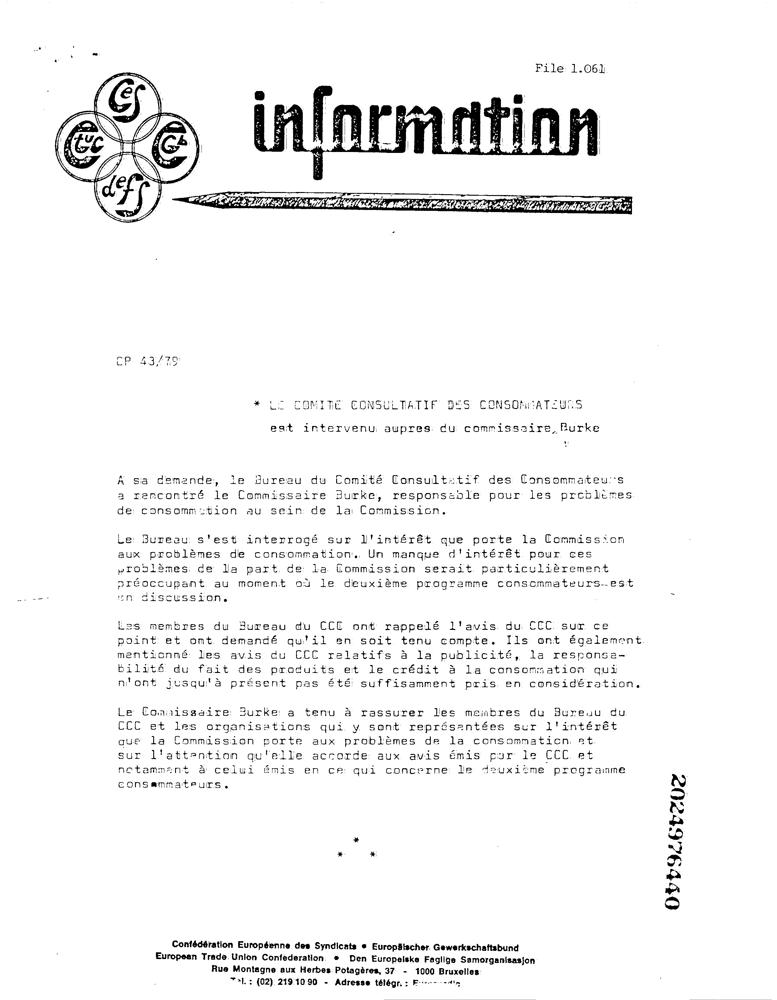 File 1.061
Ces
tuc
CGb
defs
information
CP 43/79
* LE COMITE CONSULTATIF DES CONSOMMATEURS
est intervenu aupres du commissaire Burke
A sa demande, le Bureau du Comité Consultatif des Consommateurs
a rencontré le Commissaire Burke, responsable pour les problèmes
de consommation au sein de la Commission.
Le Bureau s'est interrogé sur l'intérêt que porte la Commission
aux problèmes de consommation. Un manque d'intérêt pour ces
problèmes de la part de la Commission serait particulièrement
préoccupant au moment où le deuxième programme consommateurs est
en discussion.
Les membres du Bureau du CCC ont rappelé l'avis du CCC sur ce
point et ont demandé qu'il en soit tenu compte. Ils ont également
mentionné les avis du CCC relatifs à la publicité, la responsa-
bilité du fait des produits et le crédit à la consommation qui
n'ont jusqu'à présent pas été suffisamment pris en considération.
Le Commissaire Burke a tenu à rassurer les membres du Bureau du
CCC et les organisations qui y sont représentées sur l'intérêt
que la Commission porte aux problèmes de la consommation et
sur l'attention qu'elle accorde aux avis émis par le CCC et
notamment à celui émis en ce qui concerne le deuxième programme
consommateurs.
*
* *
2024976440
Confédération Européenne des Syndicats • Europäischer Gewerkschaftsbund
European Trade Union Confederation • Den Europeiske Faglige Samorganisasjon
Rue Montagne aux Herbes Potagères, 37 - 1000 Bruxelles
Tél. : (02) 219 10 90 - Adresse télégr. :